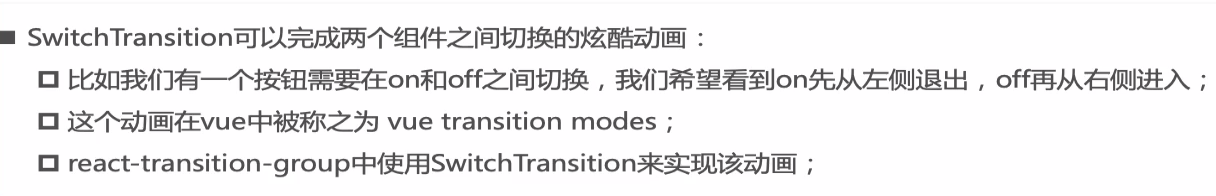 ■ SwitchTransition可以完成两个组件之间切换的炫酷动画：
□ 比如我们有一个按钮需要在on和off之间切换，我们希望看到on先从左侧退出，off再从右侧进入；
□ 这个动画在vue中被称之为 vue transition modes；
□ react-transition-group中使用SwitchTransition来实现该动画；